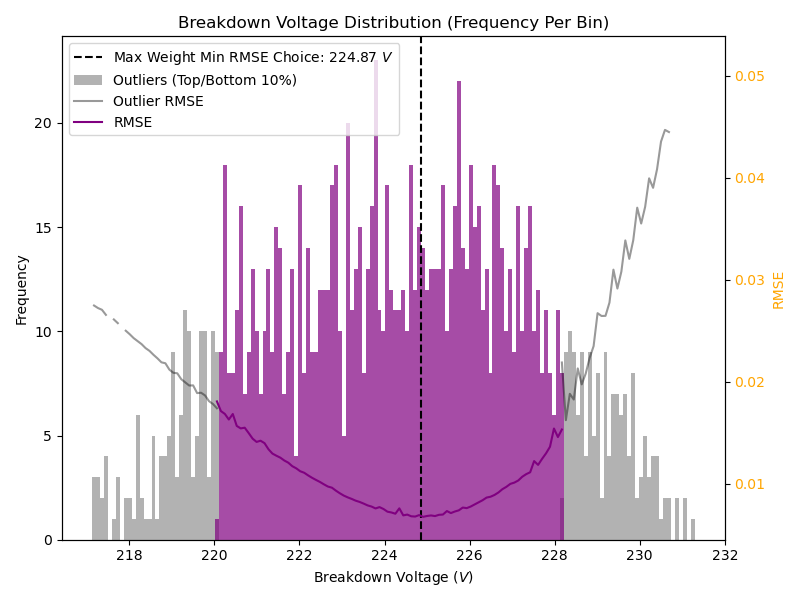 Breakdown Voltage Distribution (Frequency Per Bin)
Max Weight Min RMSE Choice: 224.87 V
Outliers (Top/Bottom 10%)
Outlier RMSE
RMSE
20
15
10
5
0
Frequency
0.05
0.04
0.03
0.02
0.01
RMSE
218 220 222 224 226 228 230 232
Breakdown Voltage (V)